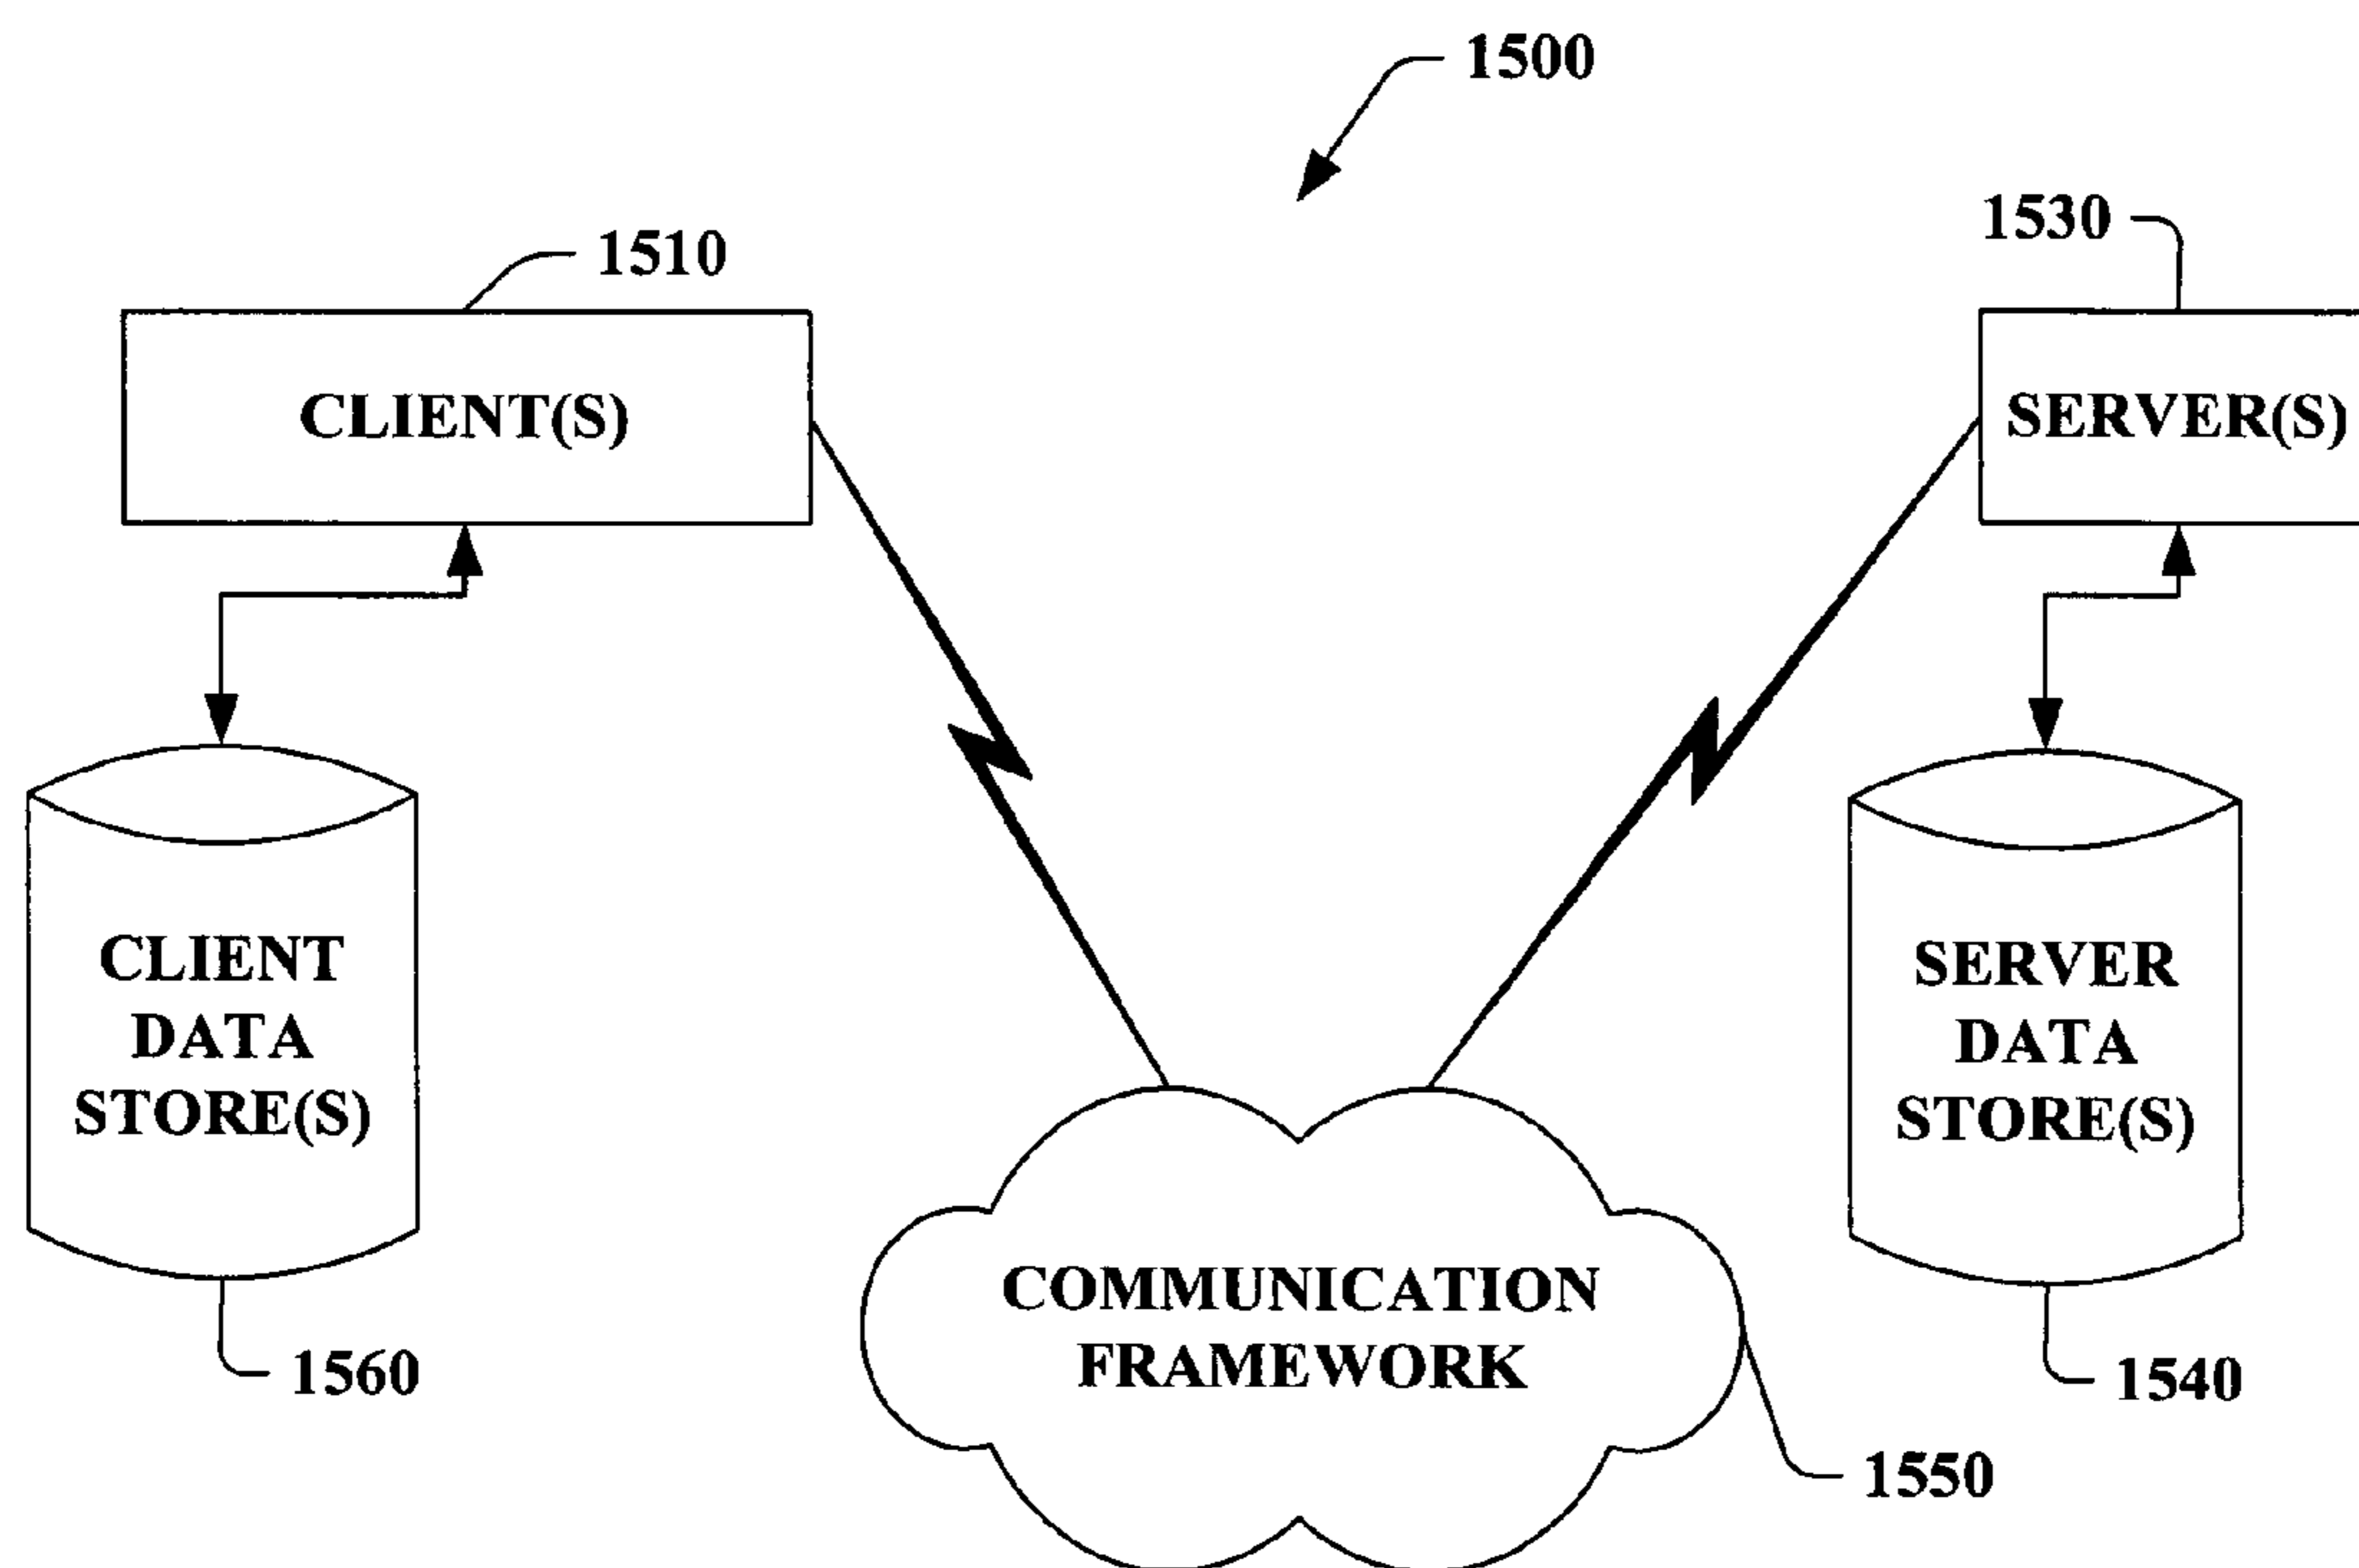 1500
1510
1530
CLIENT(S)
SERVER(S)
CLIENT
DATA
STORE(S)
SERVER
DATA
STORE(S)
COMMUNICATION
FRAMEWORK
1560
1540
1550